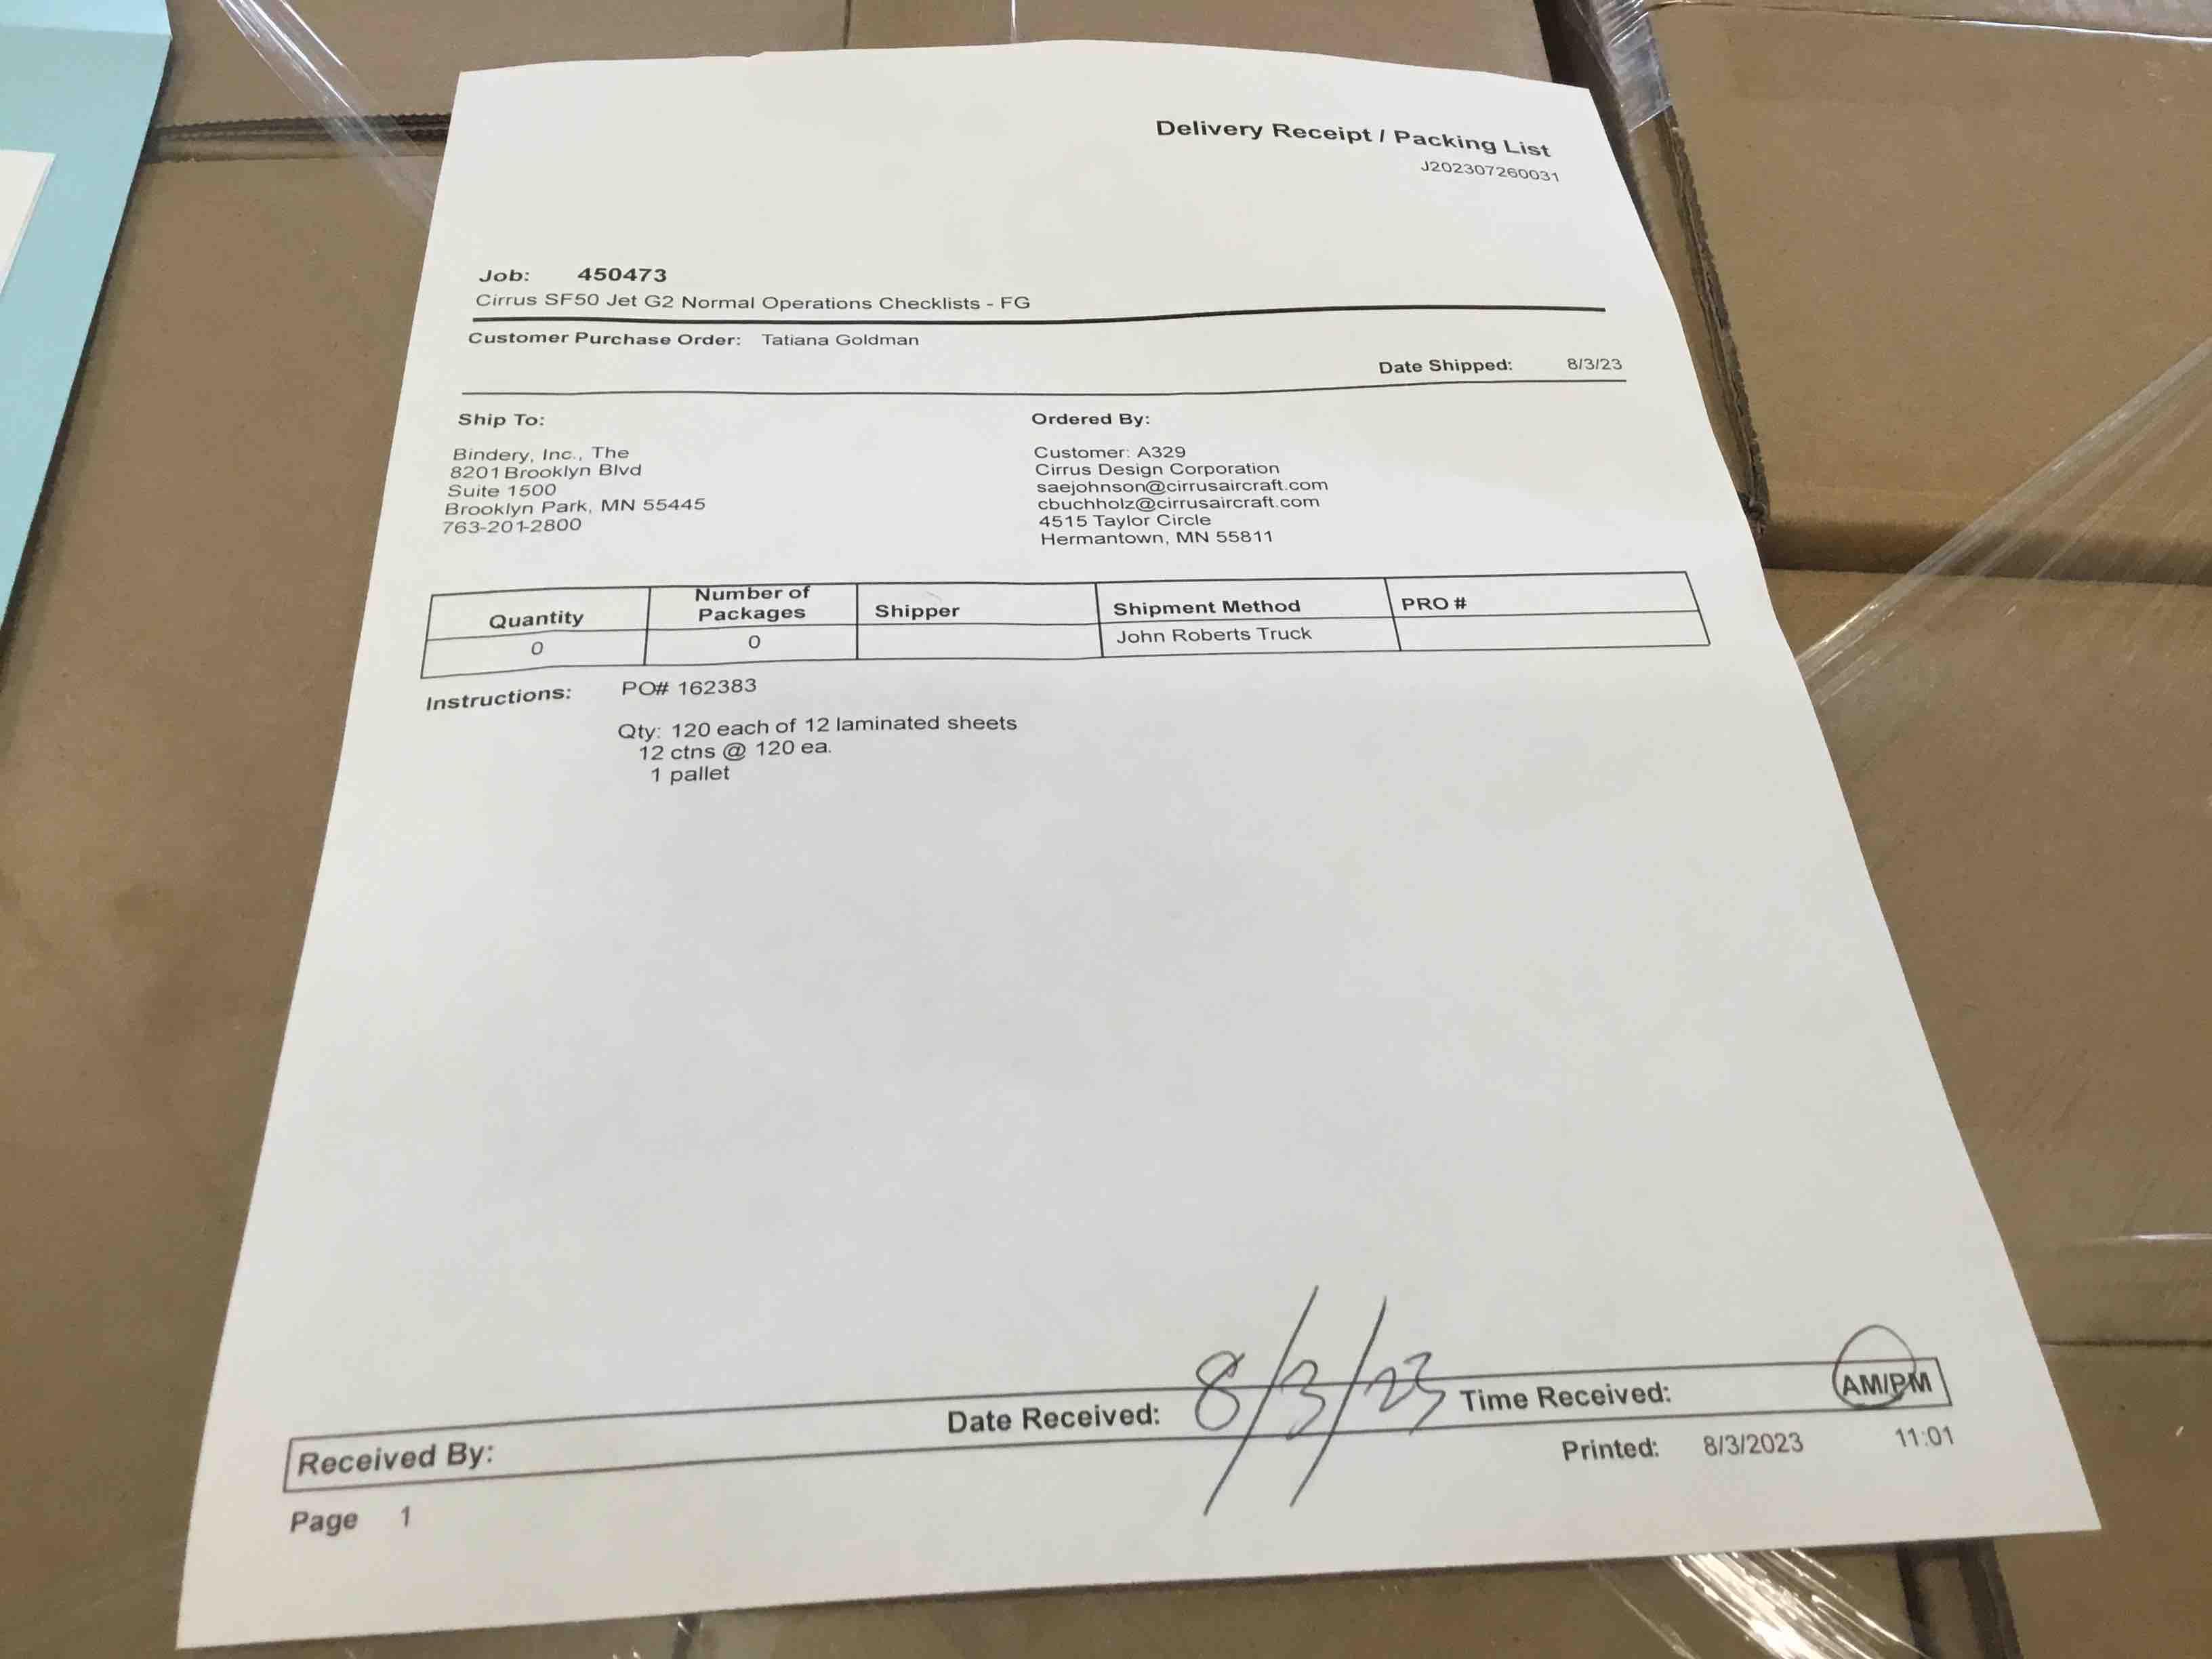 Delivery Receipt / Packing List
J202307260031
Job: 450473
Cirrus SF50 Jet G2 Normal Operations Checklists - FG
Customer Purchase Order: Tatiana Goldman
Date Shipped: 8/3/23
Ship To:
Bindery, Inc., The
8201 Brooklyn Blvd
Suite 1500
Brooklyn Park, MN 55445
763-201-2800
Ordered By:
Customer: A329
Cirrus Design Corporation
saejohnson@cirrusaircraft.com
cbuchholz@cirrusaircraft.com
4515 Taylor Circle
Hermantown, MN 55811
Quantity Number of Packages Shipper Shipment Method PRO #
0 0 John Roberts Truck
Instructions: PO# 162383
Qty: 120 each of 12 laminated sheets
12 ctns @ 120 ea.
1 pallet
Received By: Date Received: 8/3/23 Time Received: AM/PM
Printed: 8/3/2023 11:01
Page 1